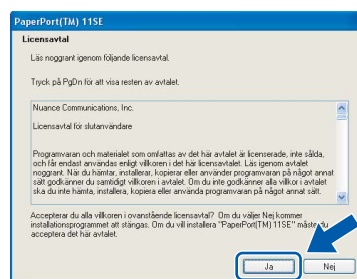 PaperPort(TM) 11SE
Licensavtal
Läs noggrant igenom följande licensavtal.
Tryck på PgDn för att visa resten av avtalet.
Nuance Communications, Inc.
Licensavtal för slutanvändare
Programvaran och materialet som omfattas av det här avtalet är licenserade, inte sålda,
och får endast användas enligt villkoren i det här licensavtalet. Läs igenom avtalet
noggrant. När du hämtar, installerar, kopierar eller använder programvaran på något annat
sätt godkänner du samtidigt villkoren i avtalet. Om du inte godkänner alla villkor i avtalet
ska du inte hämta, installera, kopiera eller använda programvaran på något annat sätt.
Accepterar du alla villkoren i ovanstående licensavtal? Om du väljer Nej kommer
installationsprogrammet att stängas. Om du vill installera "PaperPort(TM) 11SE" måste du
acceptera det här avtalet.
Ja
Nej